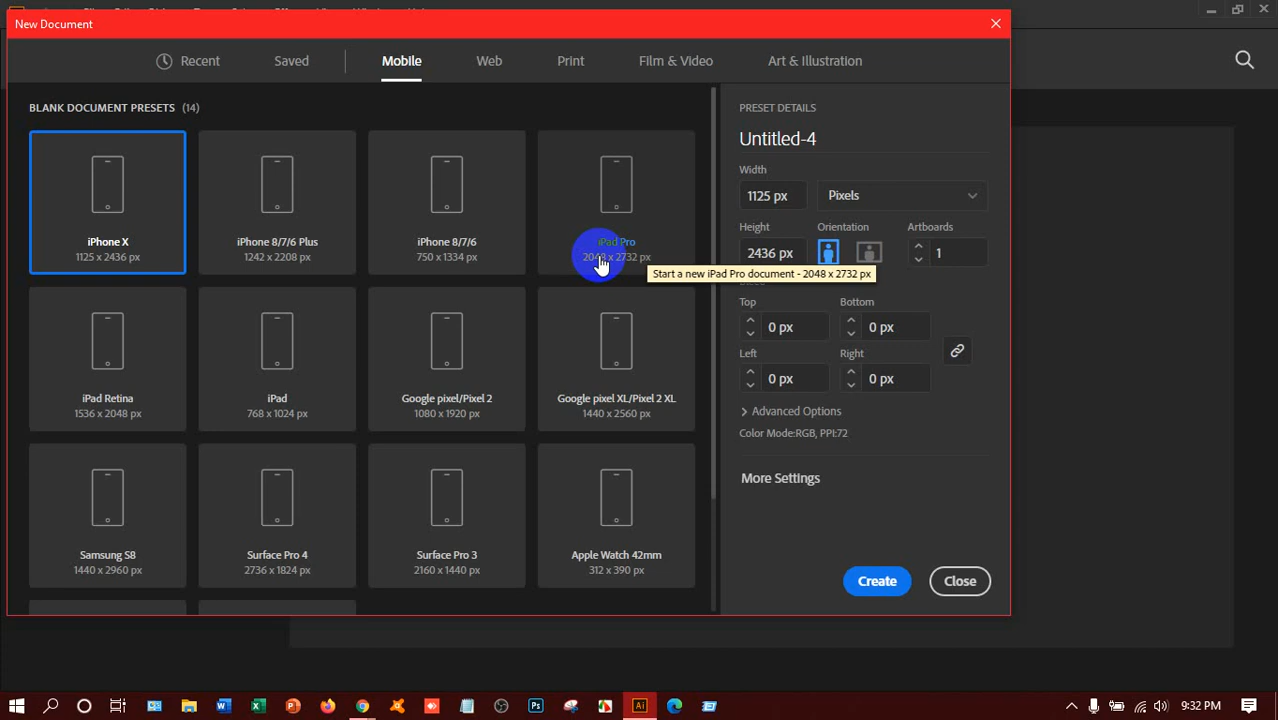 New Document
Recent
Saved
Mobile
Web
Print
Film & Video
Art & Illustration
BLANK DOCUMENT PRESETS (14)
iPhone X
1125 x 2436 px
iPhone 8/7/6 Plus
1242 x 2208 px
iPhone 8/7/6
750 x 1334 px
iPad Pro
2048 x 2732 px
iPad Retina
1536 x 2048 px
iPad
768 x 1024 px
Google pixel/Pixel 2
1080 x 1920 px
Google pixel XL/Pixel 2 XL
1440 x 2560 px
Samsung S8
1440 x 2960 px
Surface Pro 4
2736 x 1824 px
Surface Pro 3
2160 x 1440 px
Apple Watch 42mm
312 x 390 px
PRESET DETAILS
Untitled-4
Width
1125 px
Pixels
Height
Orientation
Artboards
2436 px
1
Start a new iPad Pro document - 2048 x 2732 px
Top
Bottom
0 px
0 px
Left
Right
0 px
0 px
Advanced Options
Color Mode:RGB, PPI:72
More Settings
Create
Close
9:32 PM